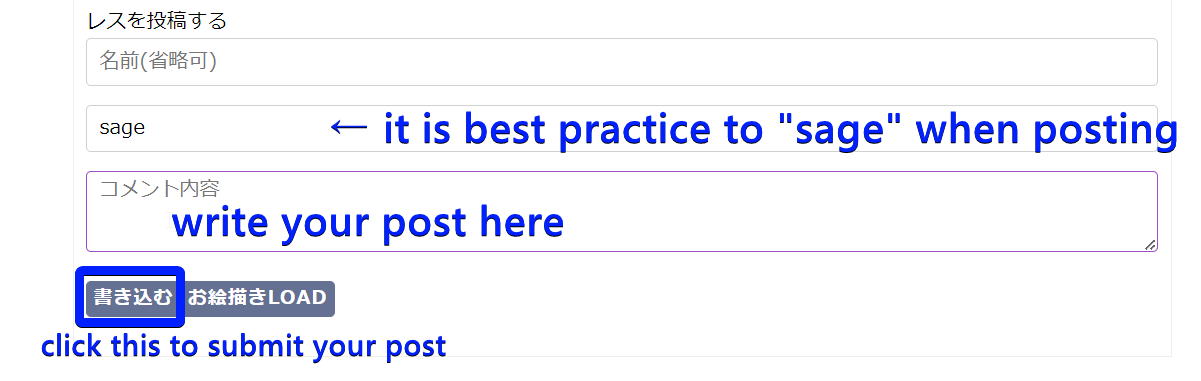 レスを投稿する
名前(省略可)
sage ← it is best practice to "sage" when posting
コメント内容
write your post here
書き込む お絵描きLOAD
click this to submit your post